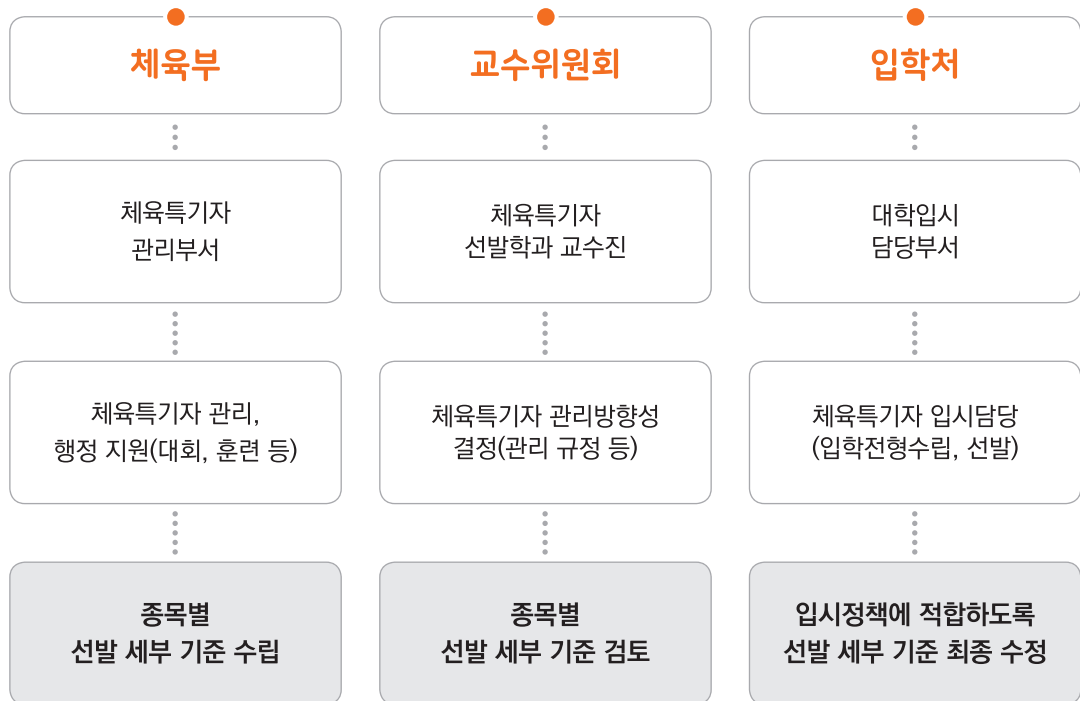 체육부
교수위원회
입학처
체육특기자
관리부서
체육특기자
선발학과 교수진
대학입시
담당부서
체육특기자 관리,
행정 지원(대회, 훈련 등)
체육특기자 관리방향성
결정(관리 규정 등)
체육특기자 입시담당
(입학전형수립, 선발)
종목별
선발 세부 기준 수립
종목별
선발 세부 기준 검토
입시정책에 적합하도록
선발 세부 기준 최종 수정